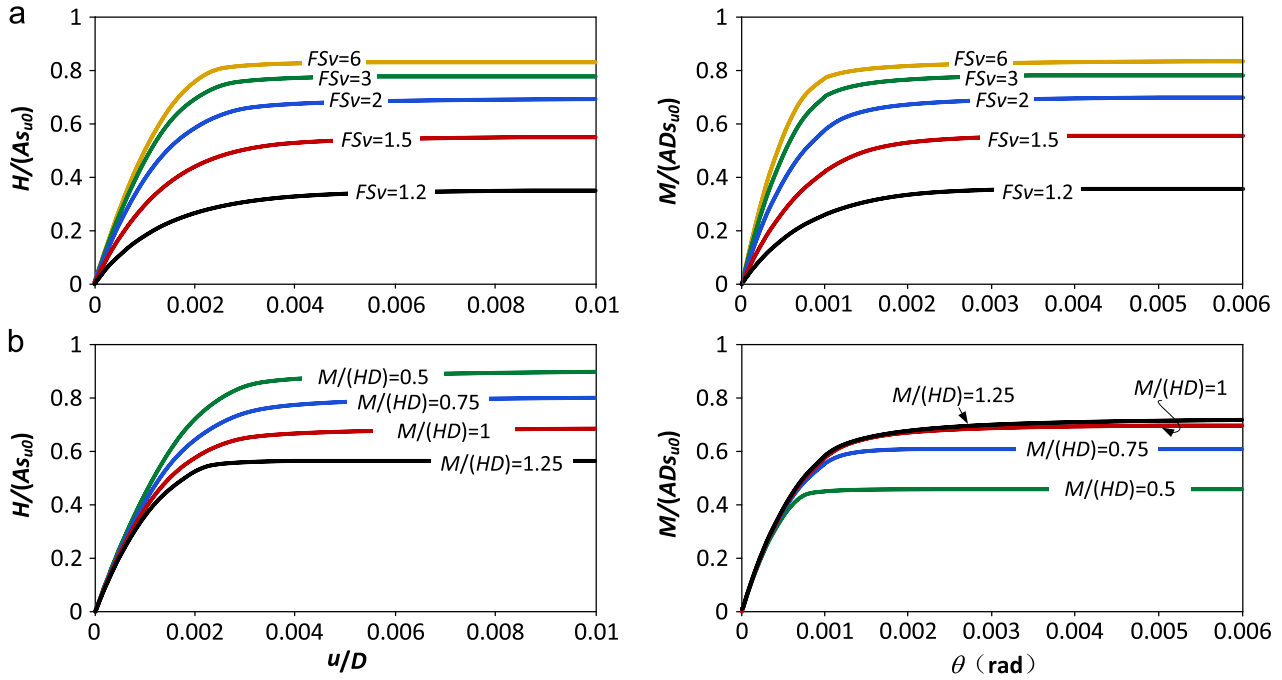 a
H/(As_u0)
1
0.8
0.6
0.4
0.2
0
FSv=6
FSv=3
FSv=2
FSv=1.5
FSv=1.2
0 0.002 0.004 0.006 0.008 0.01
M/(ADs_u0)
1
0.8
0.6
0.4
0.2
0
FSv=6
FSv=3
FSv=2
FSv=1.5
FSv=1.2
0 0.001 0.002 0.003 0.004 0.005 0.006
b
H/(As_u0)
1
0.8
0.6
0.4
0.2
0
M/(HD)=0.5
M/(HD)=0.75
M/(HD)=1
M/(HD)=1.25
0 0.002 0.004 0.006 0.008 0.01
u/D
M/(ADs_u0)
1
0.8
0.6
0.4
0.2
0
M/(HD)=1.25
M/(HD)=1
M/(HD)=0.75
M/(HD)=0.5
0 0.001 0.002 0.003 0.004 0.005 0.006
θ（rad）